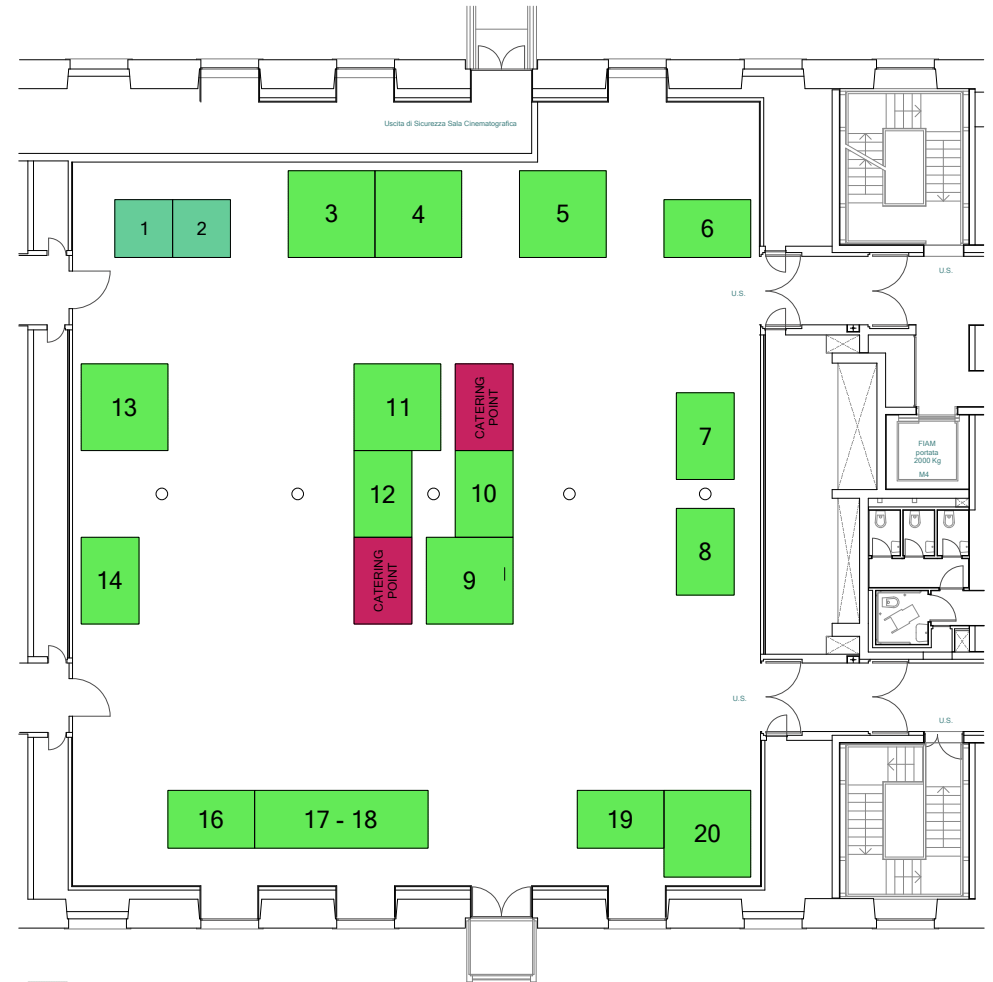 Uscita di Sicurezza Sala Cinematografica
1
2
3
4
5
6
U.S.
U.S.
13
11
CATERING
POINT
7
FIAM
portata
2000 Kg
M4
12
10
14
CATERING
POINT
9
8
U.S.
U.S.
16
17 - 18
19
20